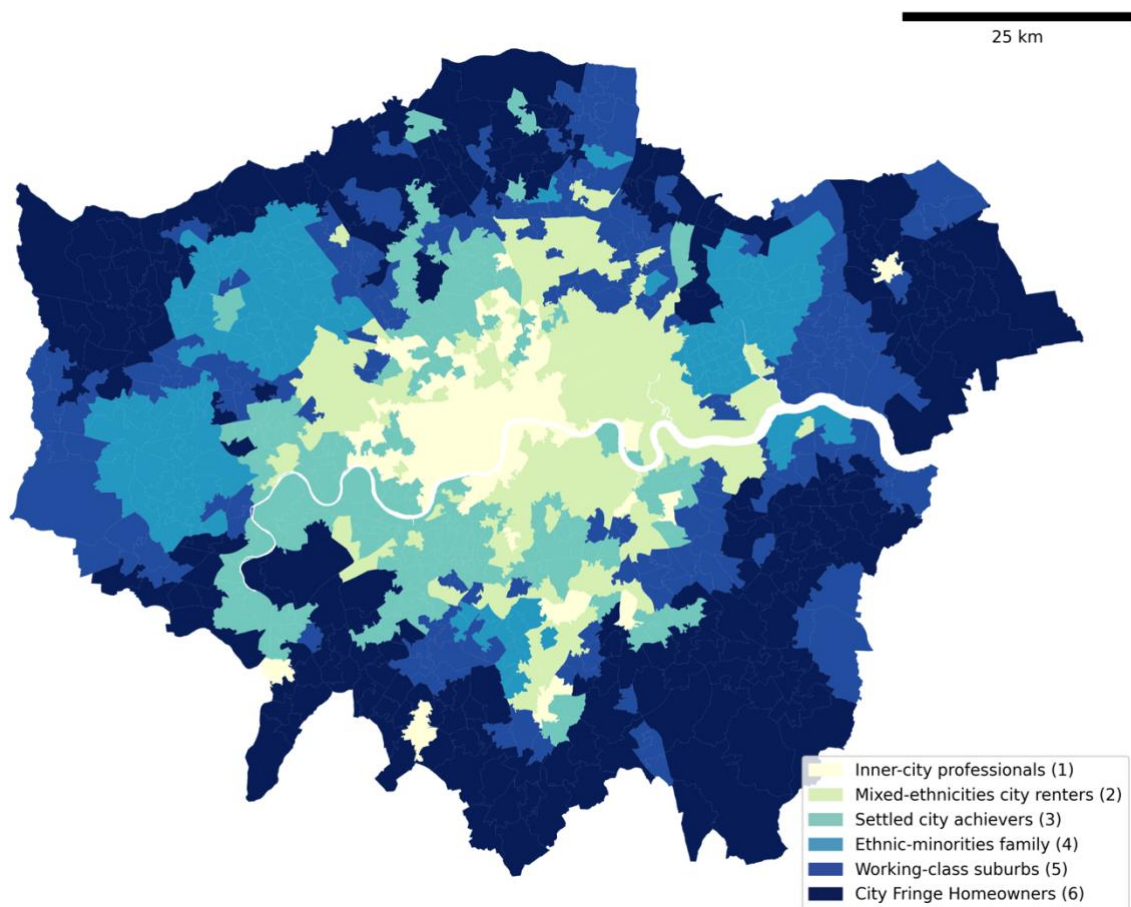 25 km
Inner-city professionals (1)
Mixed-ethnicities city renters (2)
Settled city achievers (3)
Ethnic-minorities family (4)
Working-class suburbs (5)
City Fringe Homeowners (6)